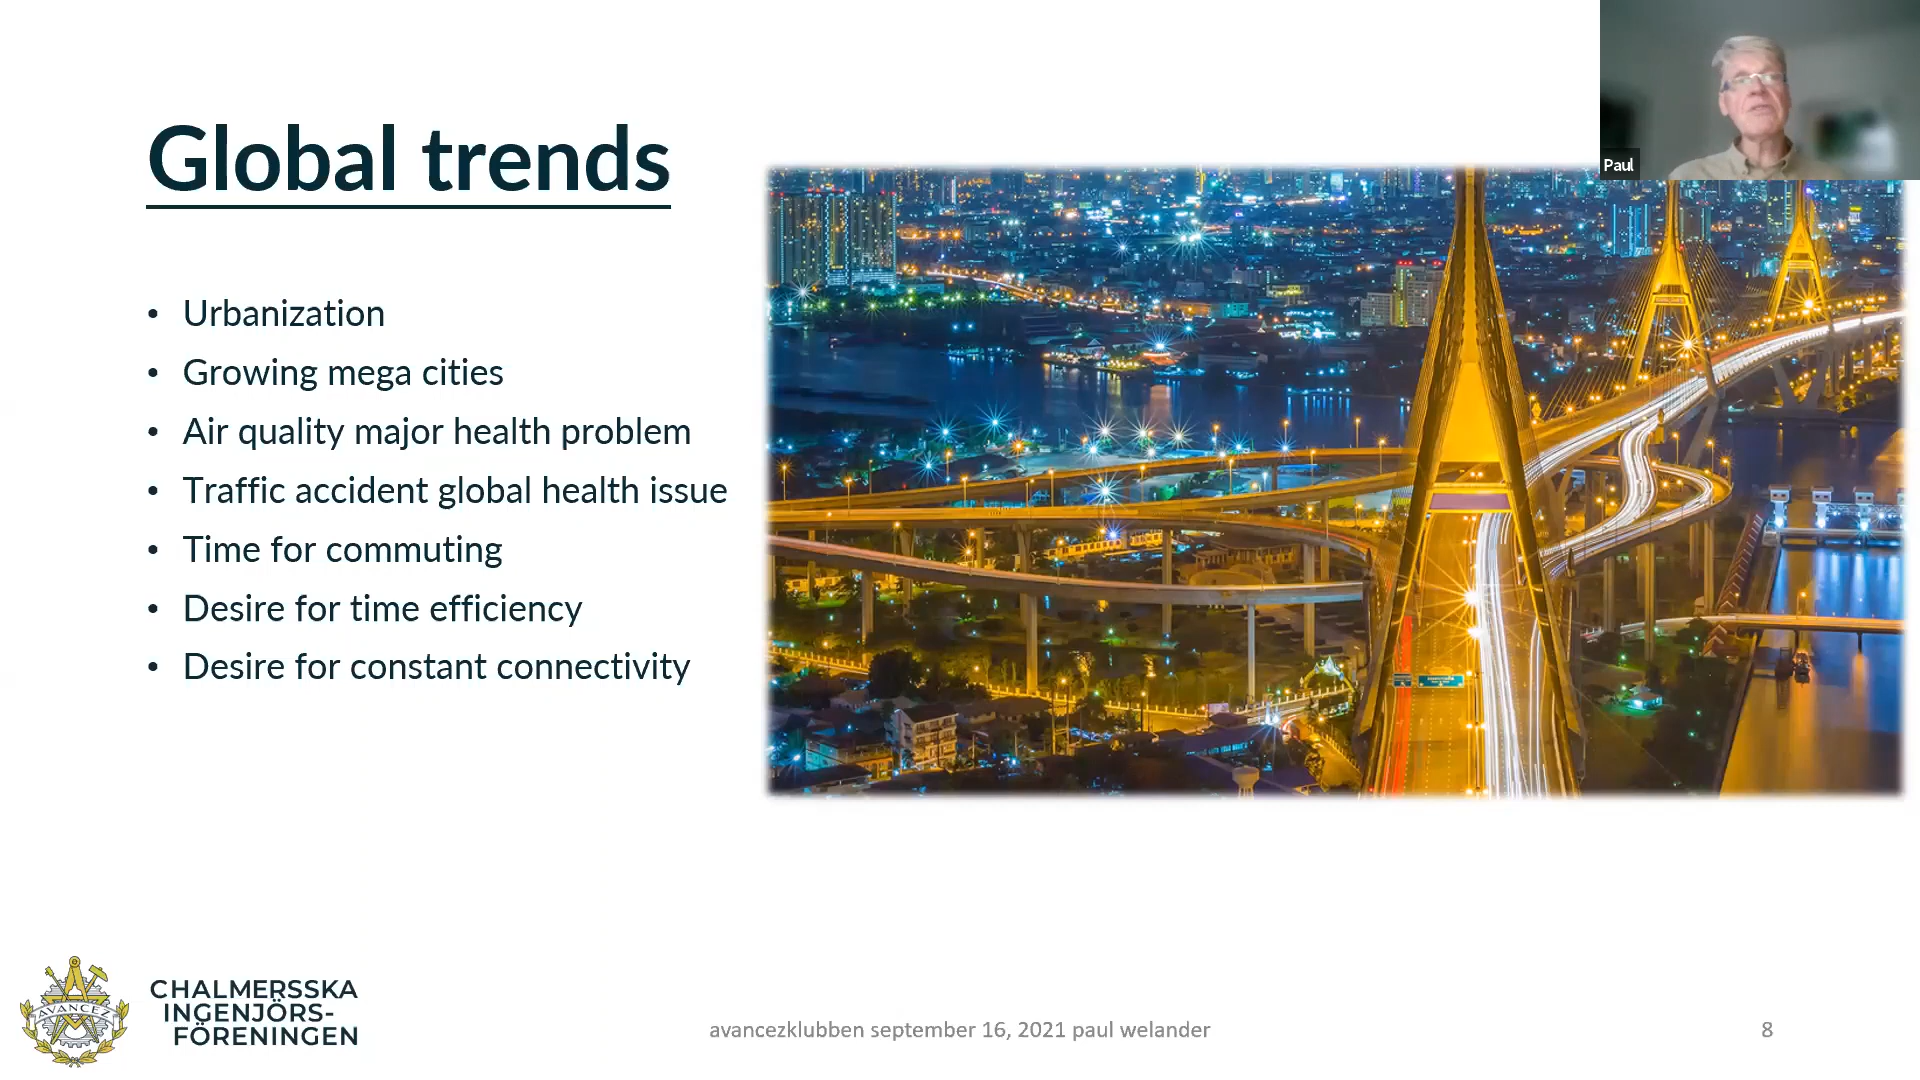 Paul
Global trends
• Urbanization
• Growing mega cities
• Air quality major health problem
• Traffic accident global health issue
• Time for commuting
• Desire for time efficiency
• Desire for constant connectivity
AVANCEZ
CHALMERSSKA
INGENJÖRS-
FÖRENINGEN
avancezklubben september 16, 2021 paul welander
8